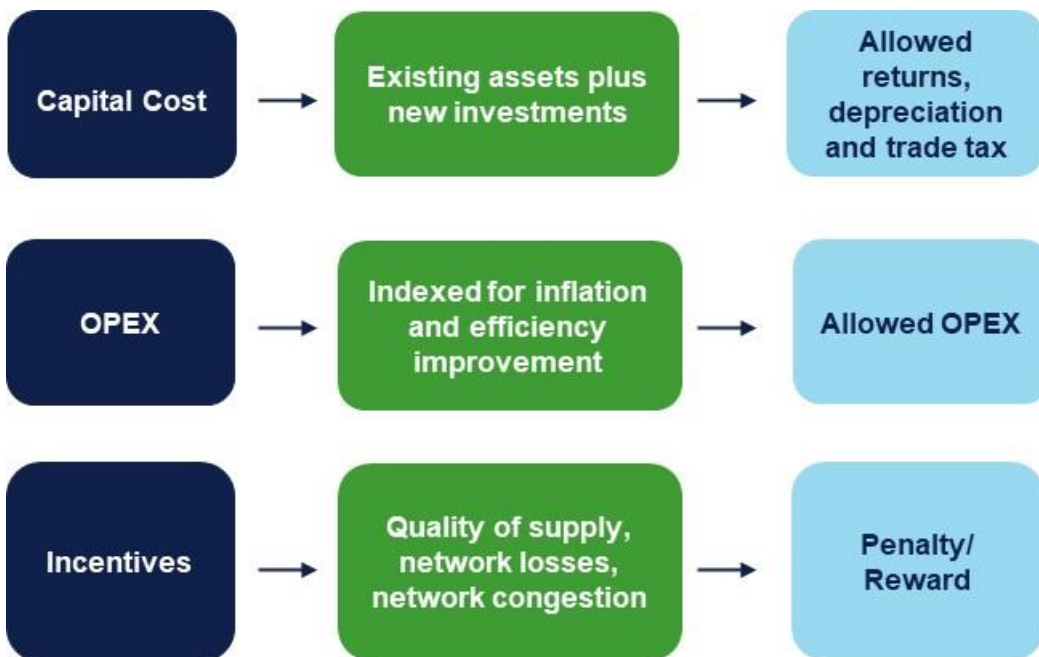 Capital Cost
Existing assets plus
new investments
Allowed
returns,
depreciation
and trade tax
OPEX
Indexed for inflation
and efficiency
improvement
Allowed OPEX
Incentives
Quality of supply,
network losses,
network congestion
Penalty/
Reward